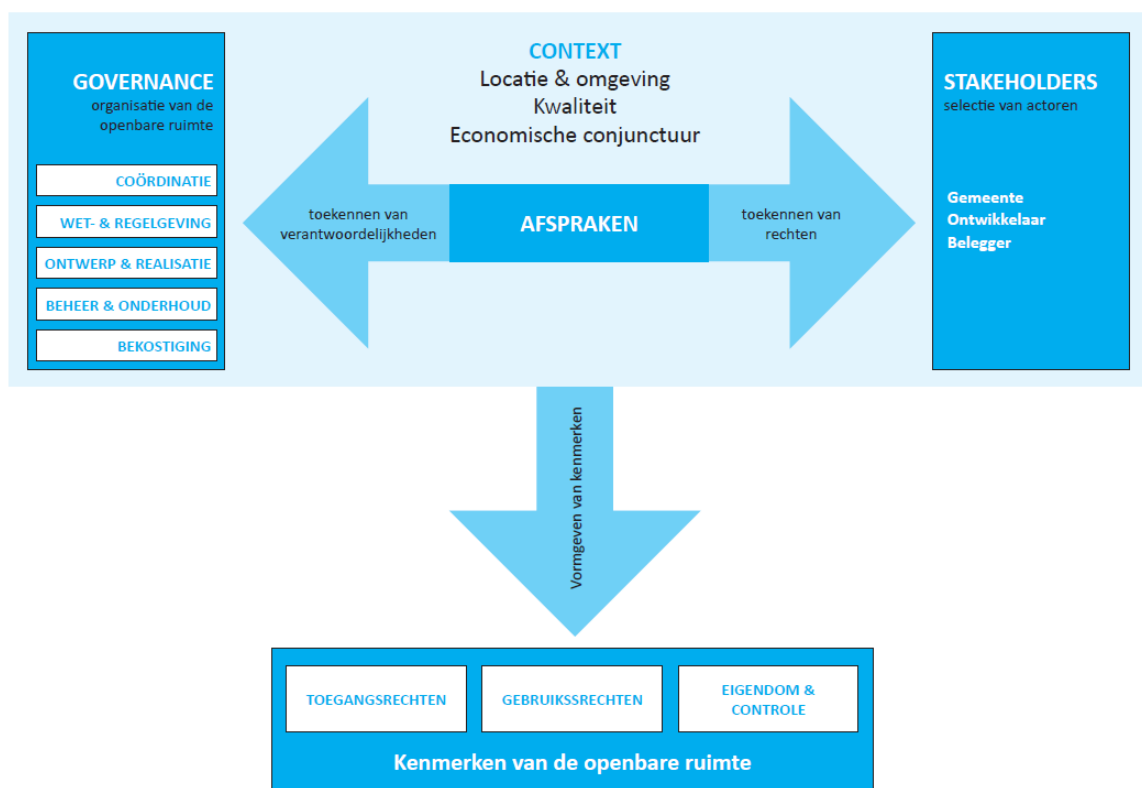 GOVERNANCE
organisatie van de
openbare ruimte
COÖRDINATIE
WET- & REGELGEVING
ONTWERP & REALISATIE
BEHEER & ONDERHOUD
BEKOSTIGING
CONTEXT
Locatie & omgeving
Kwaliteit
Economische conjunctuur
toekennen van
verantwoordelijkheden
AFSPRAKEN
toekennen van
rechten
STAKEHOLDERS
selectie van actoren
Gemeente
Ontwikkelaar
Belegger
Vormgeven van kenmerken
TOEGANGSRECHTEN
GEBRUIKSSRECHTEN
EIGENDOM &
CONTROLE
Kenmerken van de openbare ruimte